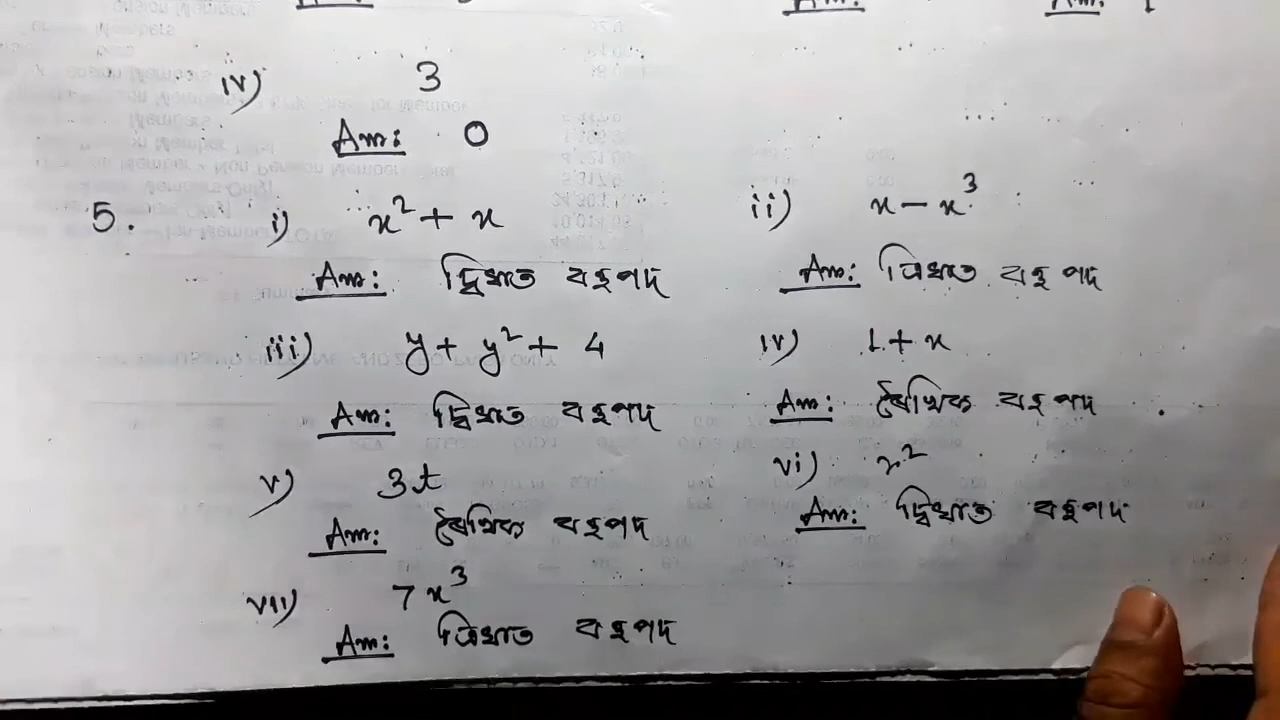 iv) 3
Ans: 0
5. i) x² + x ii) x - x³
Ans: দ্বিঘাত বহুপদ Ans: ত্ৰিঘাত বহুপদ
iii) y + y² + 4 iv) 1 + x
Ans: দ্বিঘাত বহুপদ Ans: ৰৈখিক বহুপদ
v) 3t vi) x²
Ans: ৰৈখিক বহুপদ Ans: দ্বিঘাত বহুপদ
vii) 7x³
Ans: ত্ৰিঘাত বহুপদ